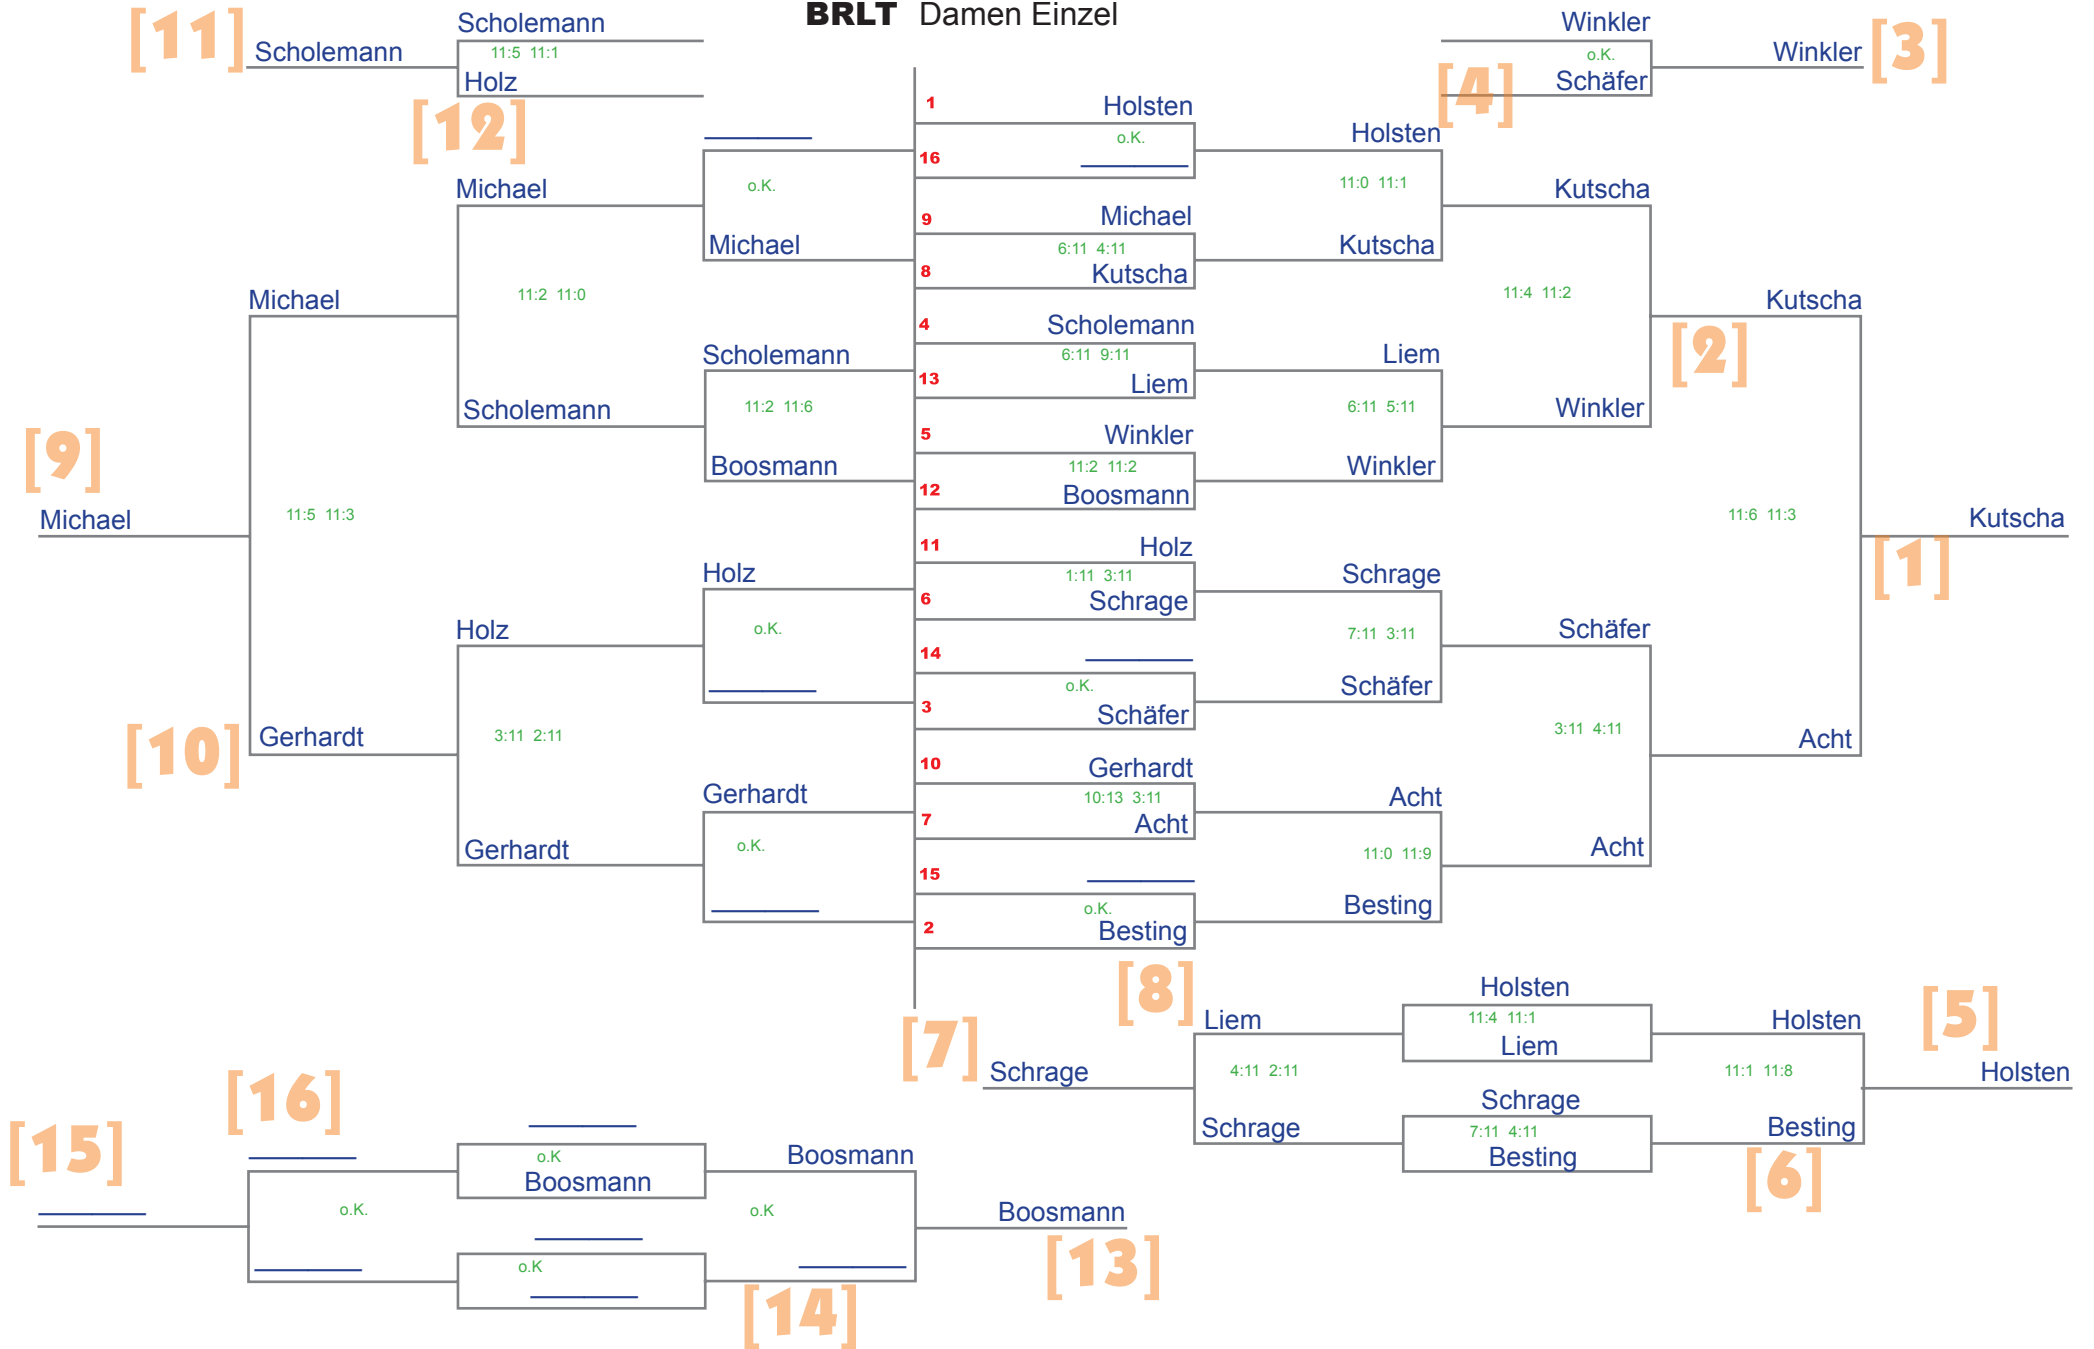 BRLT Damen Einzel
[11]
Scholemann
Scholemann
11:5 11:1
Holz
[12]
Winkler
o.K.
Schäfer
[4]
Winkler
[3]
1 Holsten
o.K.
16
9 Michael
6:11 4:11
8 Kutscha
4 Scholemann
6:11 9:11
13 Liem
5 Winkler
11:2 11:2
12 Boosmann
11 Holz
1:11 3:11
6 Schrage
14
o.K.
3 Schäfer
10 Gerhardt
10:13 3:11
7 Acht
15
o.K.
2 Besting
Holsten
11:0 11:1
Kutscha
Liem
6:11 5:11
Winkler
Schrage
7:11 3:11
Schäfer
Acht
11:0 11:9
Besting
Kutscha
11:4 11:2
Winkler
Schäfer
3:11 4:11
Acht
Kutscha
[2]
11:6 11:3
Acht
Kutscha
[1]
o.K.
Michael
Scholemann
11:2 11:6
Boosmann
Holz
o.K.
Gerhardt
o.K.
Michael
11:2 11:0
Scholemann
Holz
3:11 2:11
Gerhardt
Michael
11:5 11:3
Gerhardt
[10]
[9]
Michael
[8]
[7]
Schrage
Liem
4:11 2:11
Schrage
Holsten
11:4 11:1
Liem
Schrage
7:11 4:11
Besting
Holsten
11:1 11:8
Besting
[6]
[5]
Holsten
[16]
[15]
o.K.
o.K
Boosmann
o.K
Boosmann
o.K
[14]
Boosmann
[13]